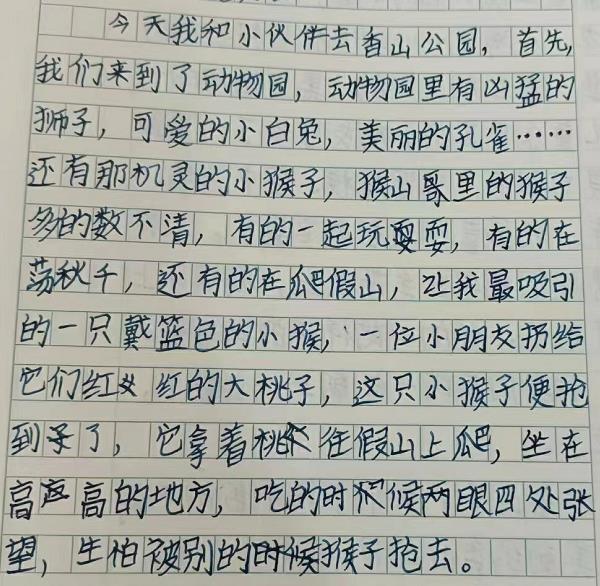 今天我和小伙伴去香山公园，首先，
我们来到了动物园，动物园里有凶猛的
狮子，可爱的小白兔，美丽的孔雀……
还有那机灵的小猴子，猴山里的猴子
多的数不清，有的一起玩耍，有的在
荡秋千，还有的在爬假山，让我最吸引
的一只戴篮色的小猴，一位小朋友扔给
它们红红的大桃子，这只小猴子便抢
到了，它拿着桃往假山上爬，坐在
高高的地方，吃的时候两眼四处张
望，生怕被别的猴子抢去。